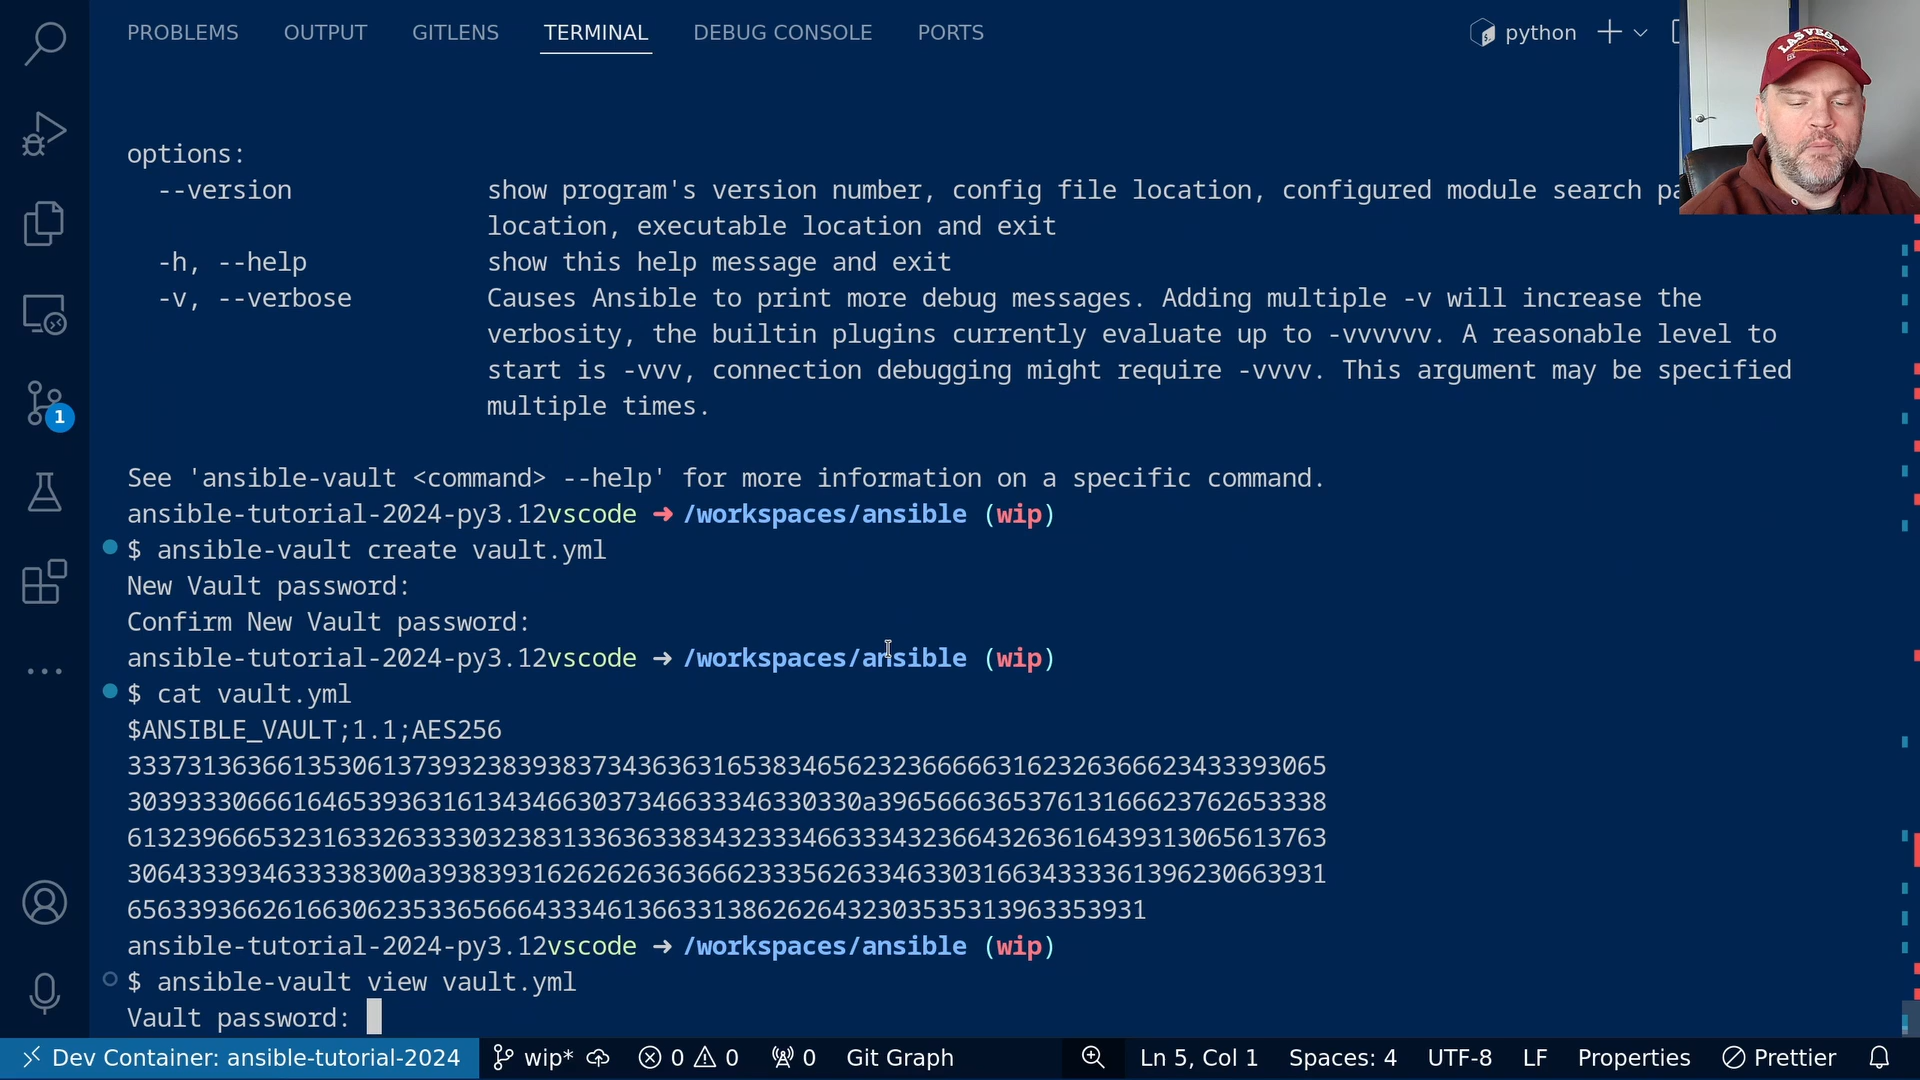 PROBLEMS OUTPUT GITLENS TERMINAL DEBUG CONSOLE PORTS python
LAS VEGAS
options:
--version show program's version number, config file location, configured module search pa
location, executable location and exit
-h, --help show this help message and exit
-v, --verbose Causes Ansible to print more debug messages. Adding multiple -v will increase the
verbosity, the builtin plugins currently evaluate up to -vvvvvv. A reasonable level to
start is -vvv, connection debugging might require -vvvv. This argument may be specified
multiple times.
See 'ansible-vault <command> --help' for more information on a specific command.
ansible-tutorial-2024-py3.12vscode ➜ /workspaces/ansible (wip)
$ ansible-vault create vault.yml
New Vault password:
Confirm New Vault password:
ansible-tutorial-2024-py3.12vscode ➜ /workspaces/ansible (wip)
$ cat vault.yml
$ANSIBLE_VAULT;1.1;AES256
33373136366135306137393238393837343636316538346562323666663162326366623433393065
3039333066616465393631613434663037346633346330330a396566636537613166623762653338
61323966653231633263333032383133636338343233346633343236643263616439313065613763
3064333934633338300a393839316262626363666233356263346330316634333361396230663931
65633936626166306235336566643334613663313862626432303535313963353931
ansible-tutorial-2024-py3.12vscode ➜ /workspaces/ansible (wip)
$ ansible-vault view vault.yml
Vault password:
1
Dev Container: ansible-tutorial-2024 wip* 0 0 0 Git Graph Ln 5, Col 1 Spaces: 4 UTF-8 LF Properties Prettier